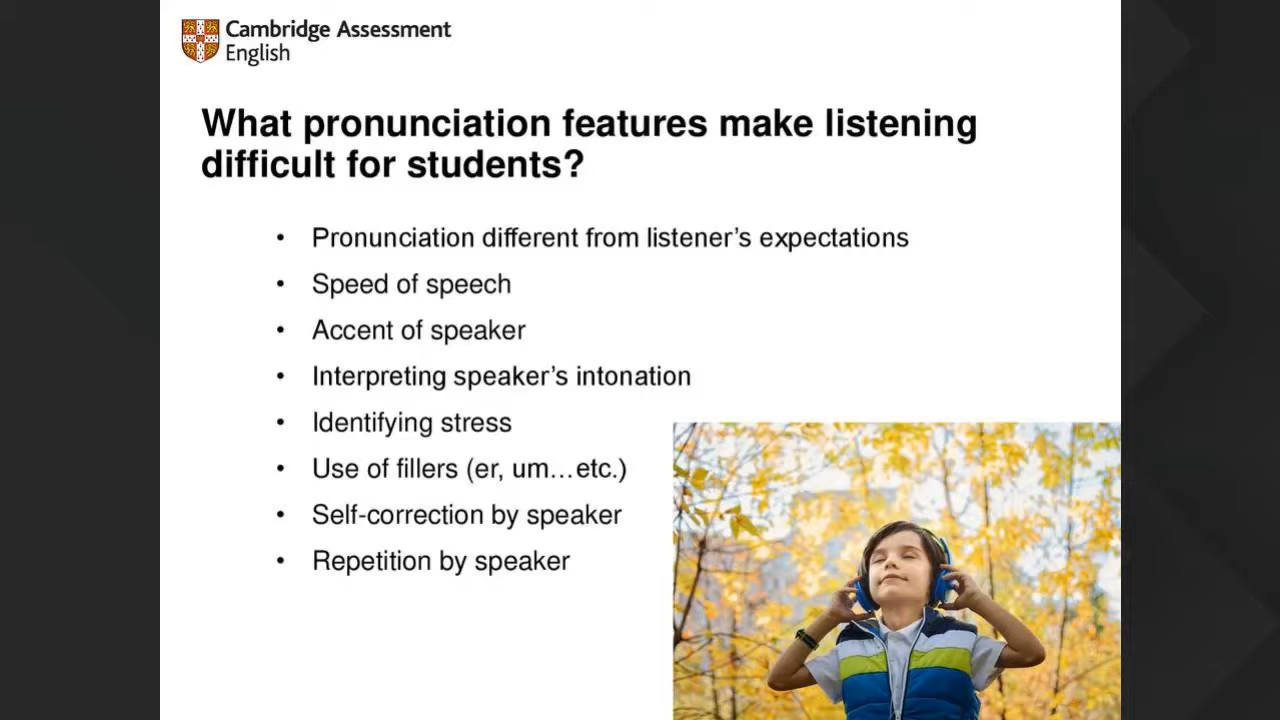 Cambridge Assessment
English
What pronunciation features make listening
difficult for students?
• Pronunciation different from listener’s expectations
• Speed of speech
• Accent of speaker
• Interpreting speaker’s intonation
• Identifying stress
• Use of fillers (er, um…etc.)
• Self-correction by speaker
• Repetition by speaker